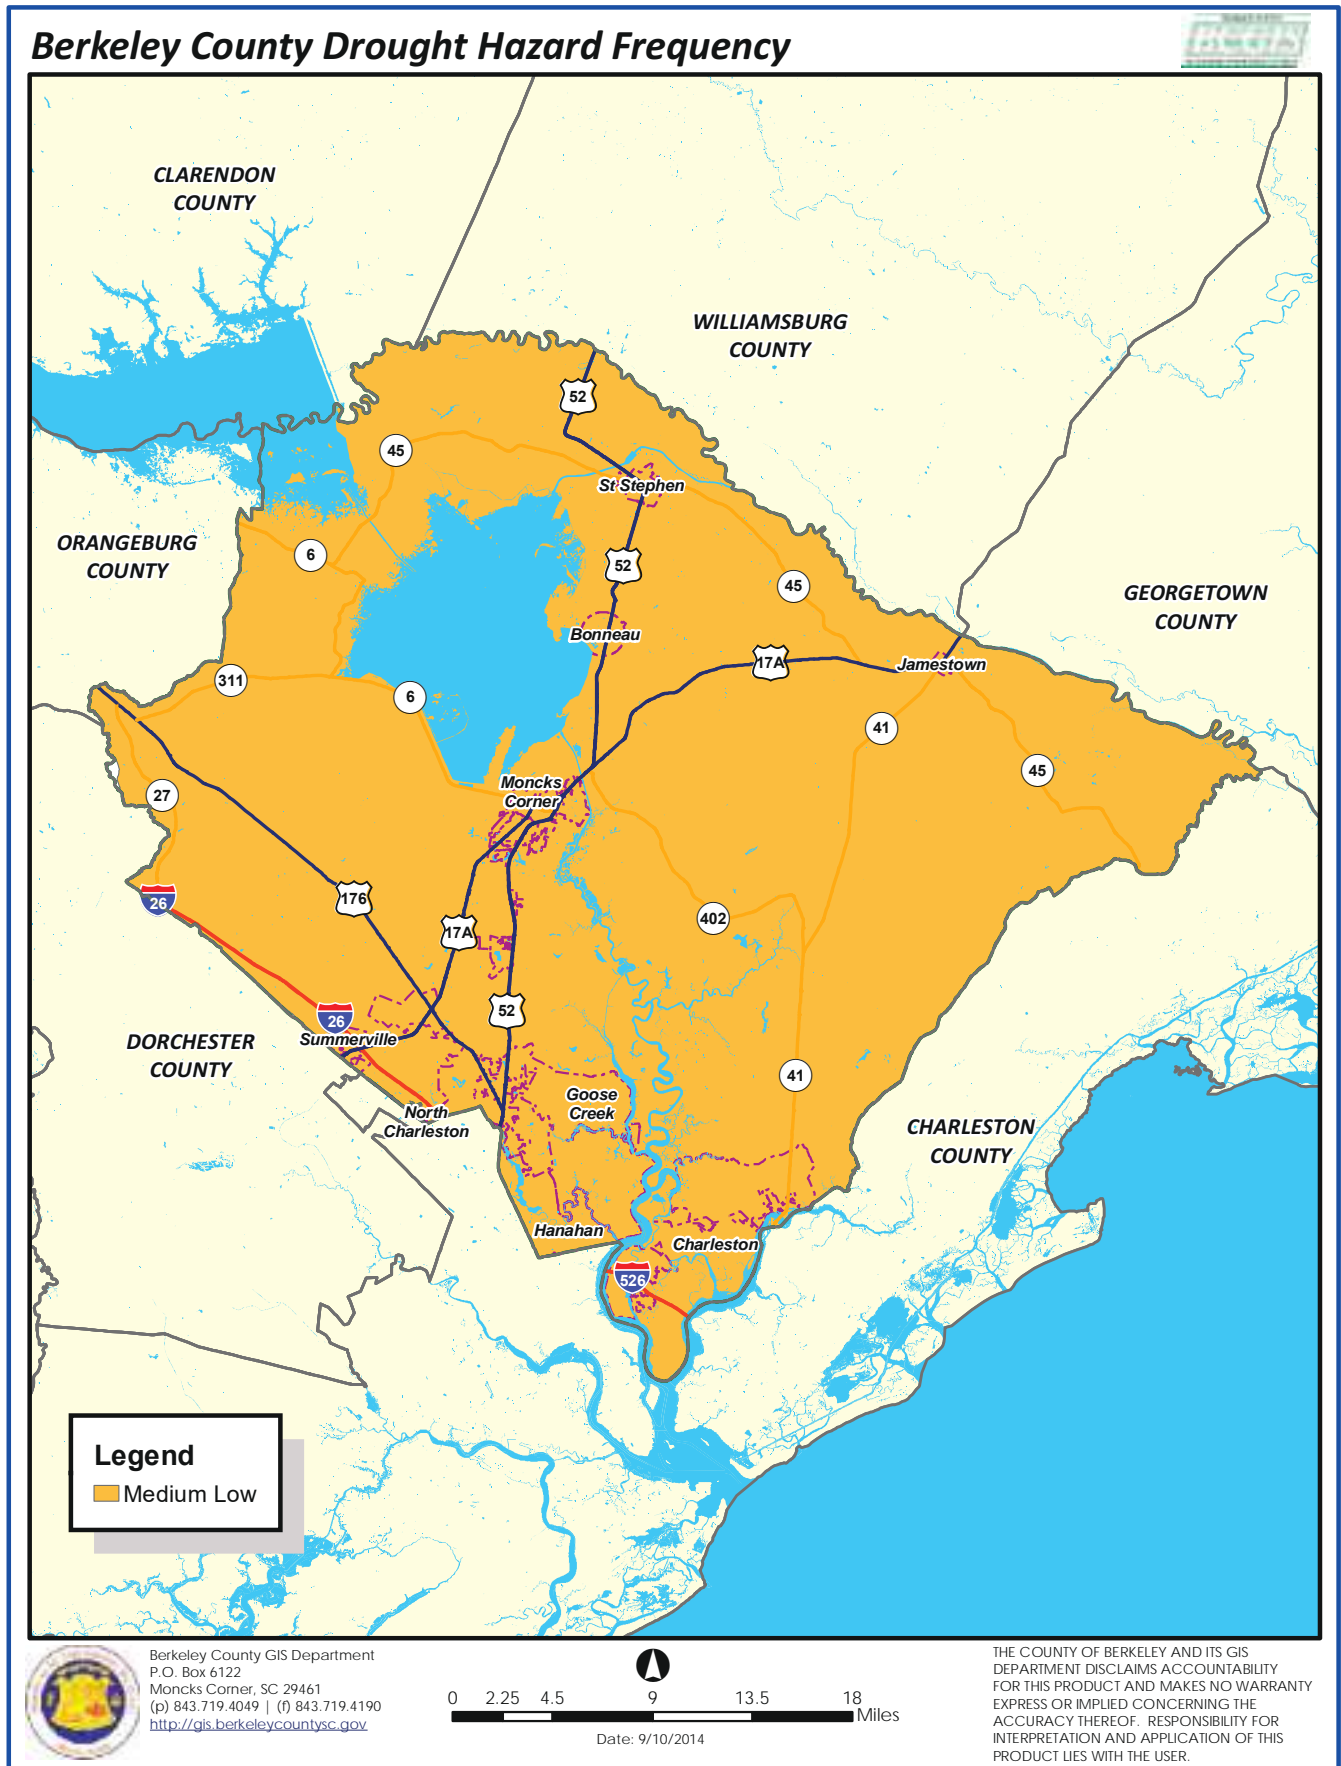 Berkeley County Drought Hazard Frequency
CLARENDON
COUNTY
WILLIAMSBURG
COUNTY
52
45
St Stephen
ORANGEBURG
COUNTY
6
52
45
GEORGETOWN
COUNTY
Bonneau
17A
Jamestown
311
6
41
45
Moncks
Corner
27
176
26
402
17A
52
26
Summerville
DORCHESTER
COUNTY
41
Goose
Creek
North
Charleston
CHARLESTON
COUNTY
Hanahan
Charleston
526
Legend
Medium Low
Berkeley County GIS Department
P.O. Box 6122
Moncks Corner, SC 29461
(p) 843.719.4049 | (f) 843.719.4190
http://gis.berkeleycountysc.gov
0 2.25 4.5 9 13.5 18
Miles
Date: 9/10/2014
THE COUNTY OF BERKELEY AND ITS GIS
DEPARTMENT DISCLAIMS ACCOUNTABILITY
FOR THIS PRODUCT AND MAKES NO WARRANTY
EXPRESS OR IMPLIED CONCERNING THE
ACCURACY THEREOF. RESPONSIBILITY FOR
INTERPRETATION AND APPLICATION OF THIS
PRODUCT LIES WITH THE USER.